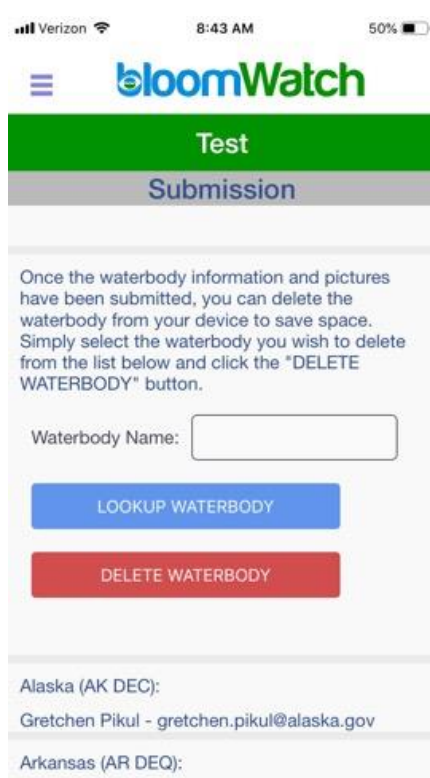 Verizon 8:43 AM 50%
bloomWatch
Test
Submission
Once the waterbody information and pictures
have been submitted, you can delete the
waterbody from your device to save space.
Simply select the waterbody you wish to delete
from the list below and click the "DELETE
WATERBODY" button.
Waterbody Name:
LOOKUP WATERBODY
DELETE WATERBODY
Alaska (AK DEC):
Gretchen Pikul - gretchen.pikul@alaska.gov
Arkansas (AR DEQ):